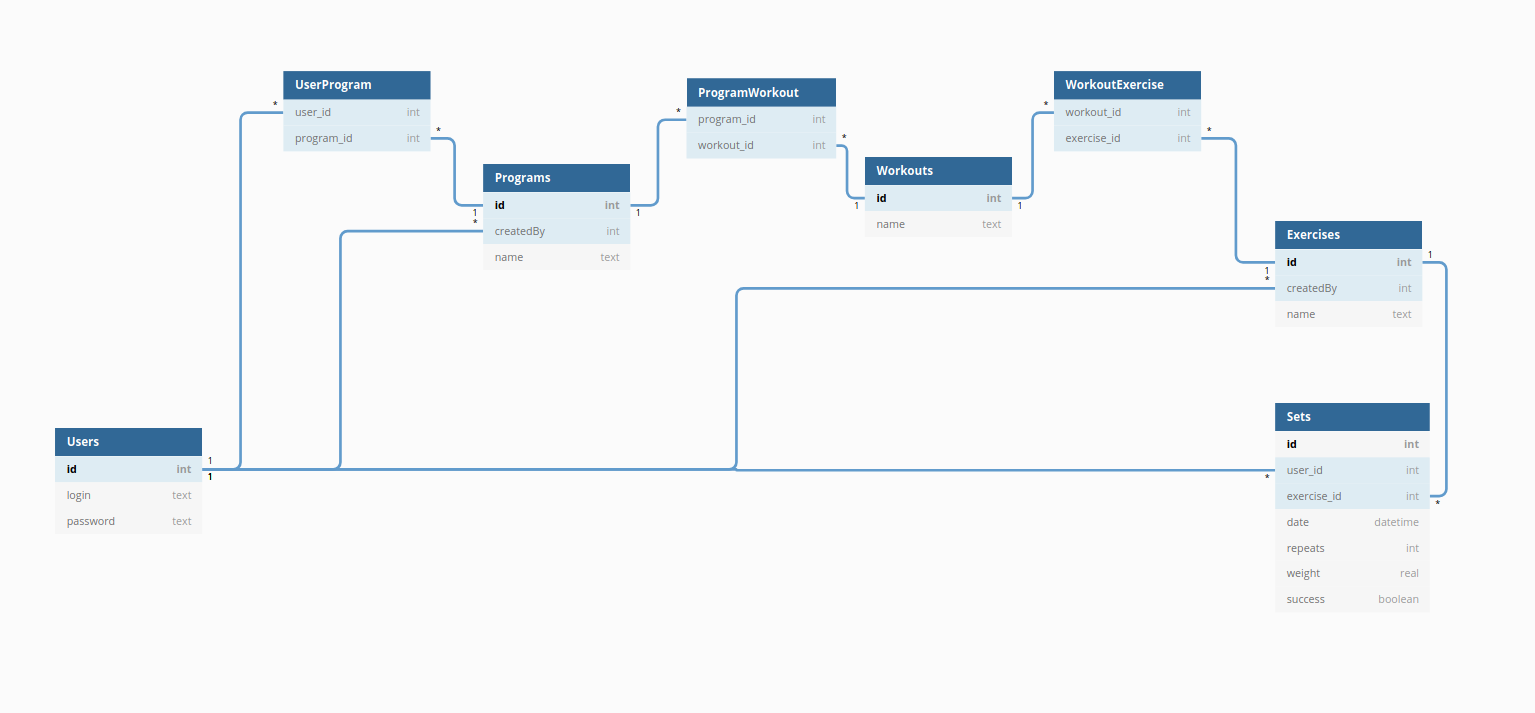 UserProgram
* user_id int
program_id int *
ProgramWorkout
* program_id int
workout_id int *
WorkoutExercise
* workout_id int
exercise_id int *
Programs
1 id int 1
* createdBy int
name text
Workouts
1 id int 1
name text
Exercises
1 id int 1
* createdBy int
name text
Users
id int 1
1
login text
password text
Sets
id int
* user_id int
exercise_id int *
date datetime
repeats int
weight real
success boolean